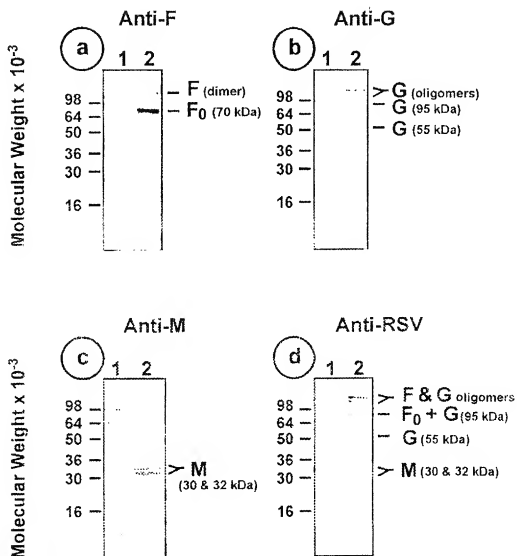 Anti-F
a
1 2
Molecular Weight x 10⁻³
98
64
50
36
30
16
F (dimer)
F₀ (70 kDa)
Anti-G
b
1 2
98
64
50
36
30
16
G (oligomers)
G (95 kDa)
G (55 kDa)
Anti-M
c
1 2
Molecular Weight x 10⁻³
98
64
50
36
30
16
M
(30 & 32 kDa)
Anti-RSV
d
1 2
98
64
50
36
30
16
F & G oligomers
F₀ + G (95 kDa)
G (55 kDa)
M (30 & 32 kDa)